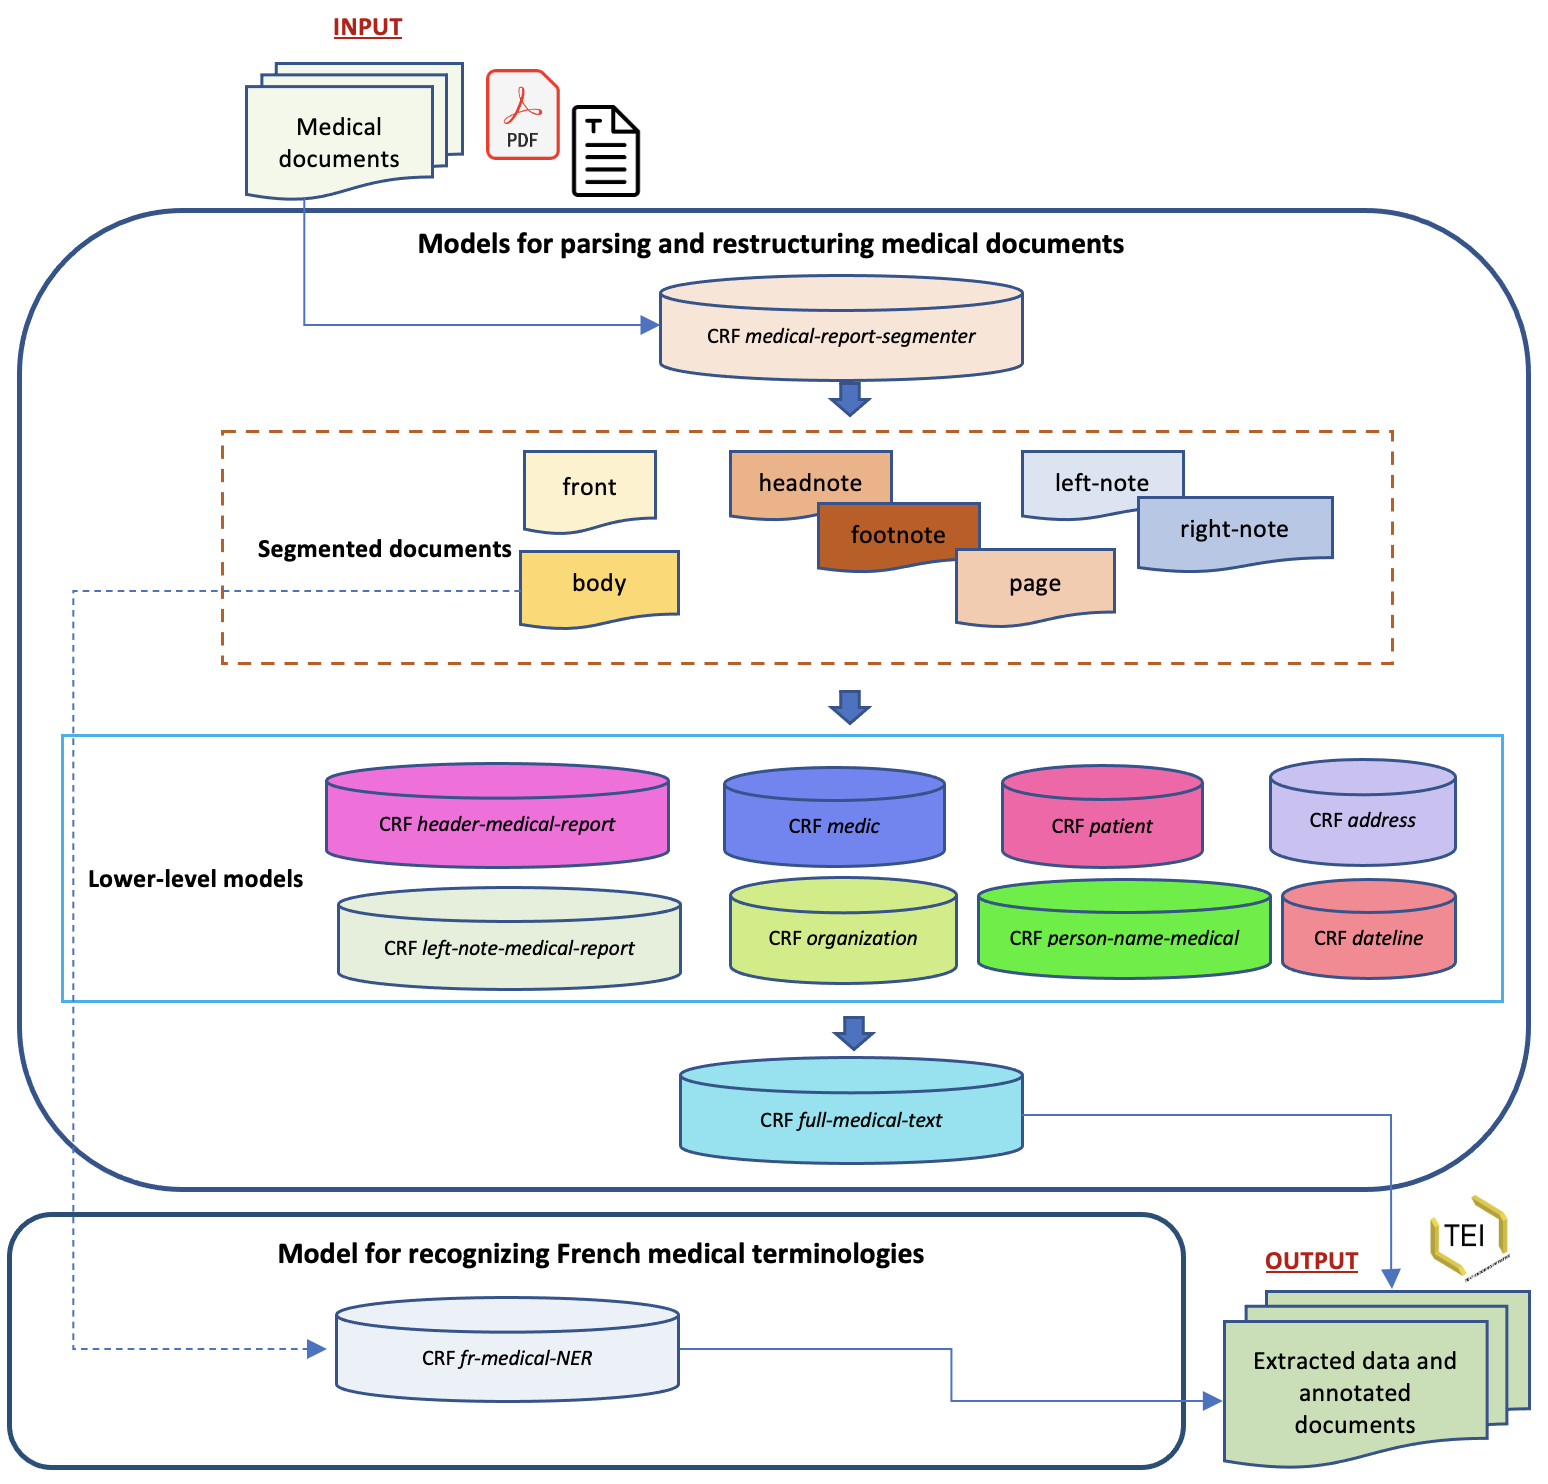 INPUT
Medical
documents
PDF
T
Models for parsing and restructuring medical documents
CRF medical-report-segmenter
front
headnote
left-note
footnote
right-note
Segmented documents
body
page
CRF header-medical-report
CRF medic
CRF patient
CRF address
Lower-level models
CRF left-note-medical-report
CRF organization
CRF person-name-medical
CRF dateline
CRF full-medical-text
TEI
Model for recognizing French medical terminologies
OUTPUT
CRF fr-medical-NER
Extracted data and
annotated
documents